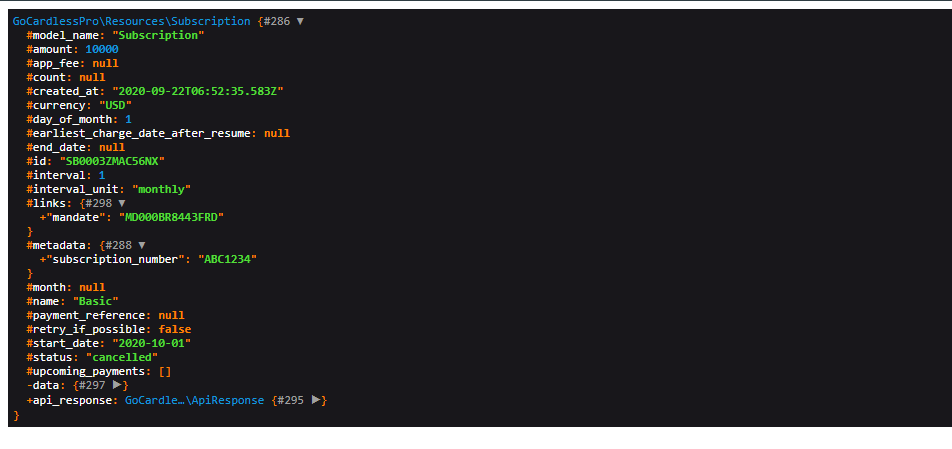 GoCardlessPro\Resources\Subscription {#286 ▼
#model_name: "Subscription"
#amount: 10000
#app_fee: null
#count: null
#created_at: "2020-09-22T06:52:35.583Z"
#currency: "USD"
#day_of_month: 1
#earliest_charge_date_after_resume: null
#end_date: null
#id: "SB0003ZMAC56NX"
#interval: 1
#interval_unit: "monthly"
#links: {#298 ▼
+"mandate": "MD000BR8443FRD"
}
#metadata: {#288 ▼
+"subscription_number": "ABC1234"
}
#month: null
#name: "Basic"
#payment_reference: null
#retry_if_possible: false
#start_date: "2020-10-01"
#status: "cancelled"
#upcoming_payments: []
-data: {#297 ▶}
+api_response: GoCardle…\ApiResponse {#295 ▶}
}